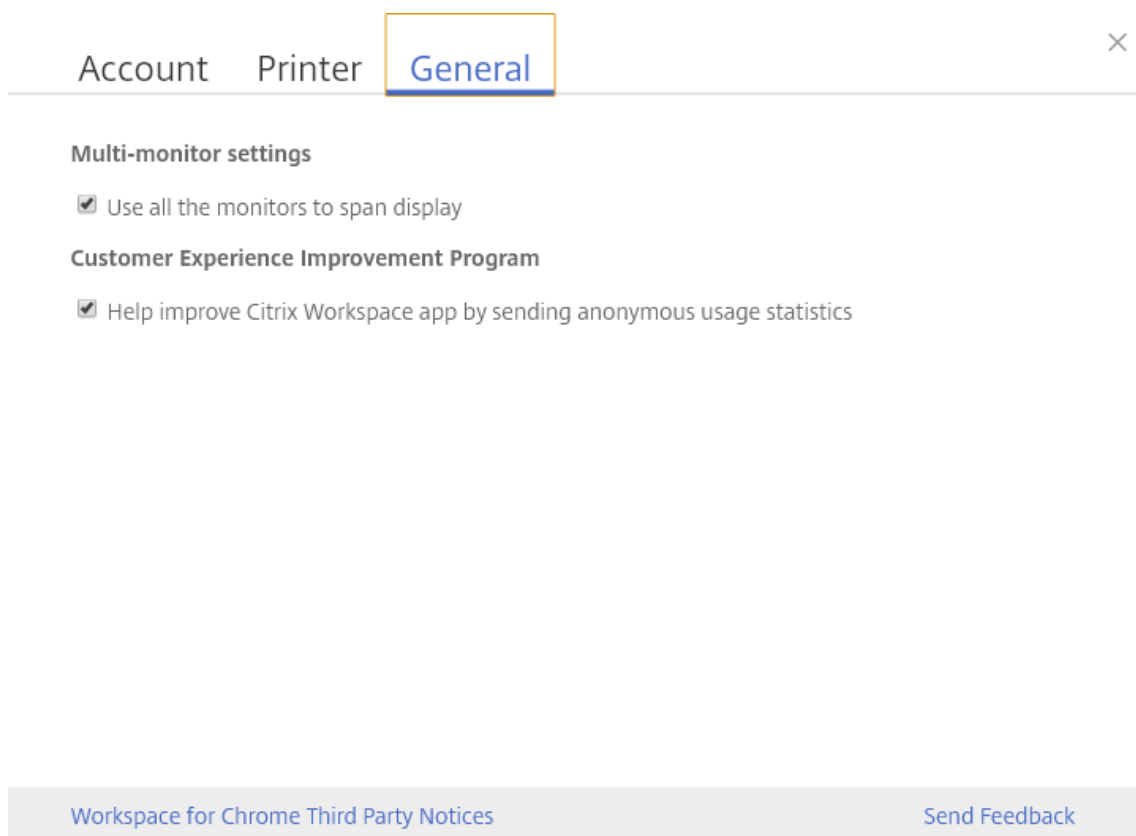 Account Printer General
Multi-monitor settings
Use all the monitors to span display
Customer Experience Improvement Program
Help improve Citrix Workspace app by sending anonymous usage statistics
Workspace for Chrome Third Party Notices Send Feedback